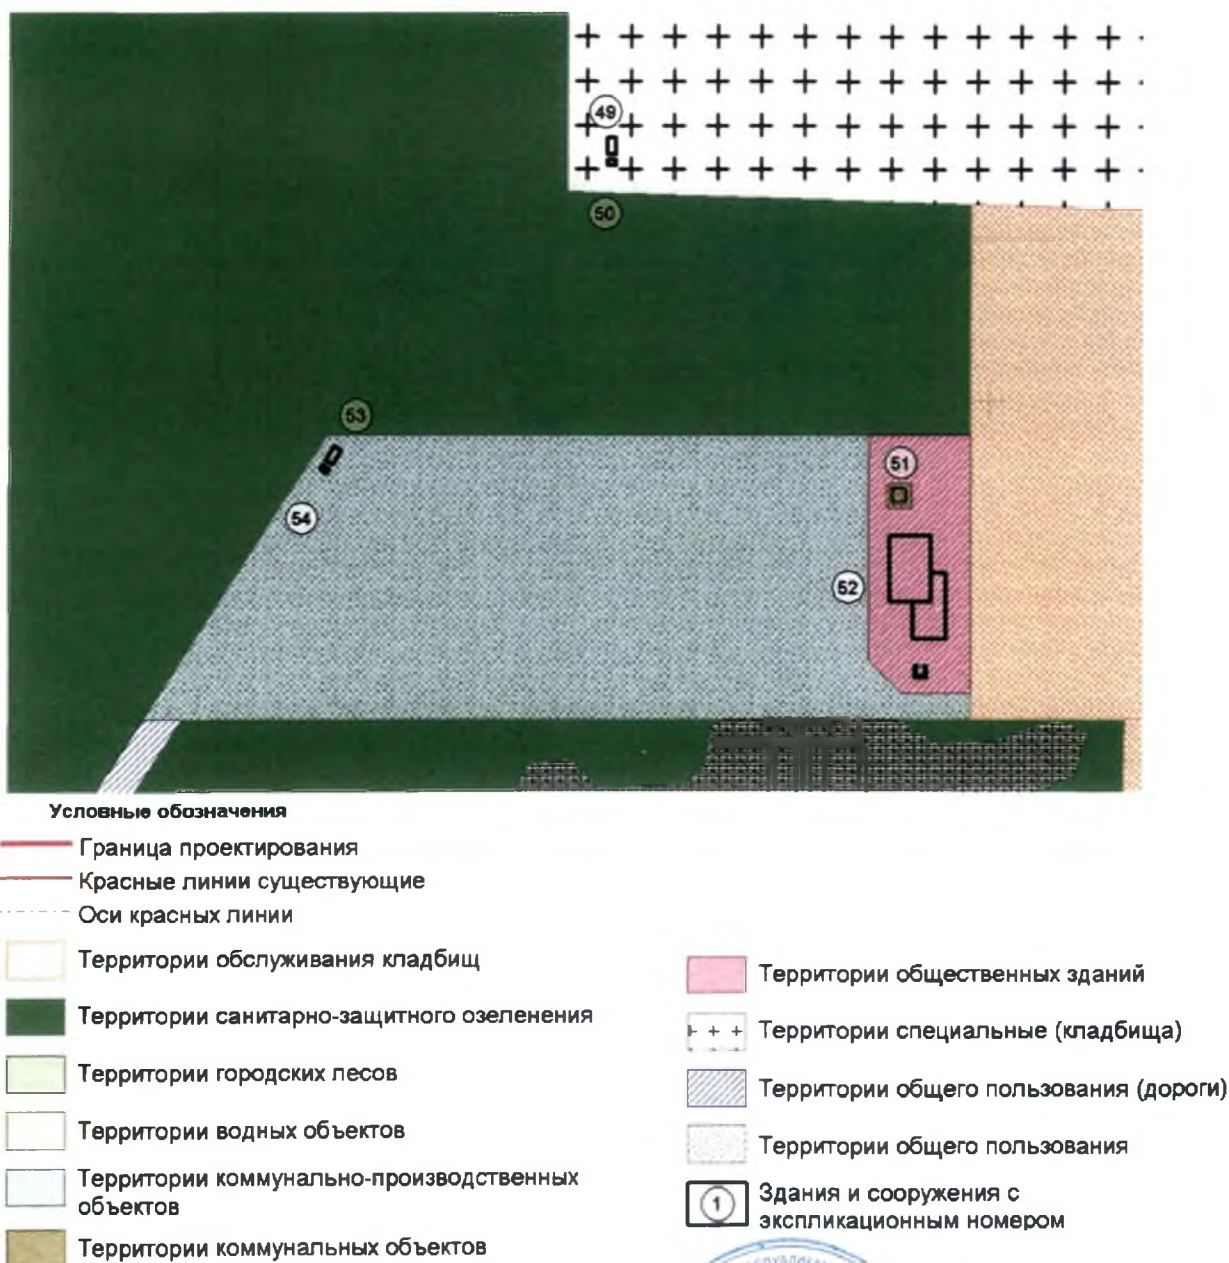 49
50
53
51
54
52
Условные обозначения
Граница проектирования
Красные линии существующие
Оси красных линии
Территории обслуживания кладбищ
Территории санитарно-защитного озеленения
Территории городских лесов
Территории водных объектов
Территории коммунально-производственных
объектов
Территории коммунальных объектов
Территории общественных зданий
Территории специальные (кладбища)
Территории общего пользования (дороги)
Территории общего пользования
1
Здания и сооружения с
экспликационным номером